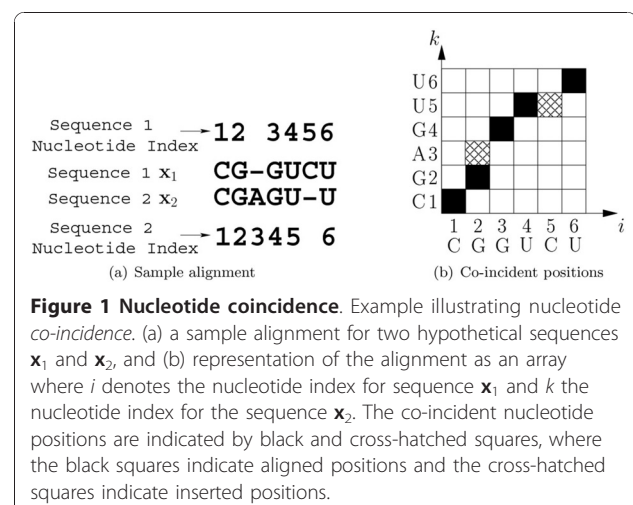 Sequence 1
Nucleotide Index
12 3456
Sequence 1 x₁
CG-GUCU
Sequence 2 x₂
CGAGU-U
Sequence 2
Nucleotide Index
12345 6
(a) Sample alignment
k
U6
U5
G4
A3
G2
C1
1 2 3 4 5 6
i
C G G U C U
(b) Co-incident positions
Figure 1 Nucleotide coincidence. Example illustrating nucleotide
co-incidence. (a) a sample alignment for two hypothetical sequences
x₁ and x₂, and (b) representation of the alignment as an array
where i denotes the nucleotide index for sequence x₁ and k the
nucleotide index for the sequence x₂. The co-incident nucleotide
positions are indicated by black and cross-hatched squares, where
the black squares indicate aligned positions and the cross-hatched
squares indicate inserted positions.